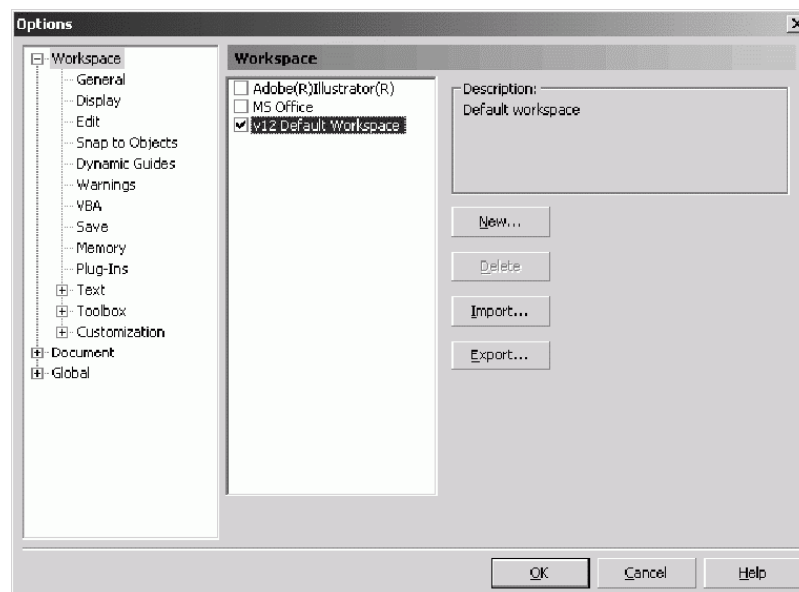 Options
Workspace
General
Display
Edit
Snap to Objects
Dynamic Guides
Warnings
VBA
Save
Memory
Plug-Ins
Text
Toolbox
Customization
Document
Global
Workspace
Adobe(R)Illustrator(R)
MS Office
v12 Default Workspace
Description:
Default workspace
New...
Delete
Import...
Export...
OK
Cancel
Help